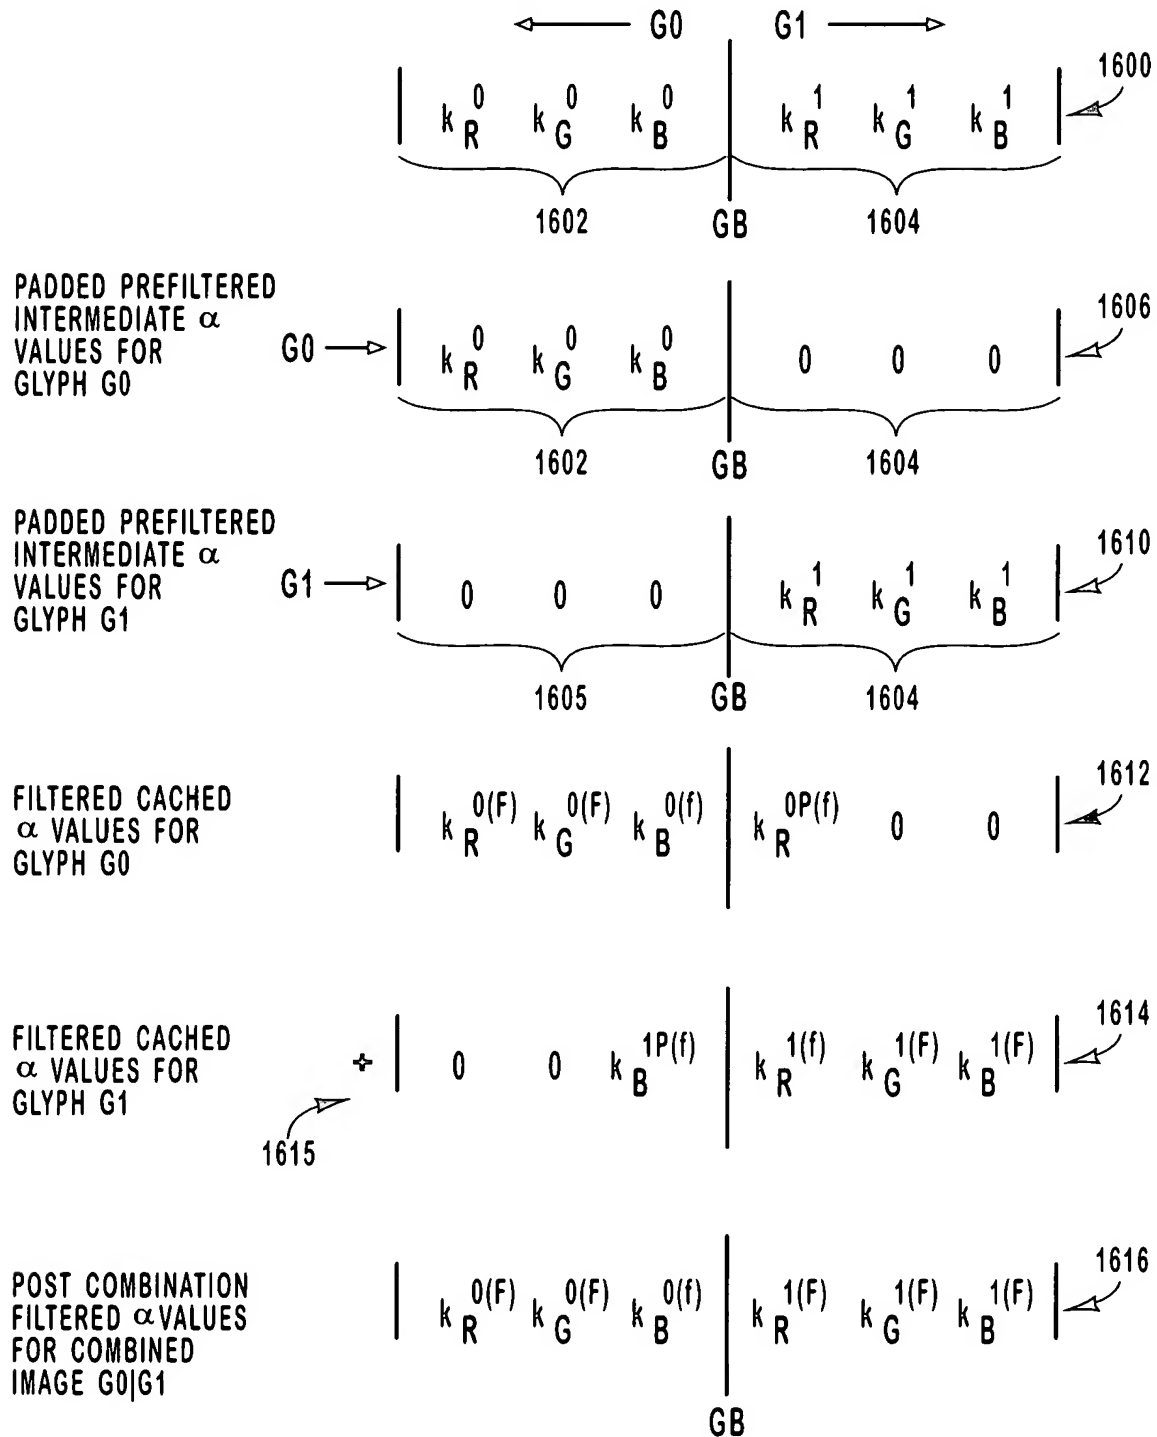 G0 G1
k R 0 k G 0 k B 0 k R 1 k G 1 k B 1 1600
1602 GB 1604
PADDED PREFILTERED
INTERMEDIATE α
VALUES FOR
GLYPH G0
G0 k R 0 k G 0 k B 0 0 0 0 1606
1602 GB 1604
PADDED PREFILTERED
INTERMEDIATE α
VALUES FOR
GLYPH G1
G1 0 0 0 k R 1 k G 1 k B 1 1610
1605 GB 1604
FILTERED CACHED
α VALUES FOR
GLYPH G0
k R 0(F) k G 0(F) k B 0(f) k R 0P(f) 0 0 1612
FILTERED CACHED
α VALUES FOR
GLYPH G1
+ 0 0 k B 1P(f) k R 1(f) k G 1(F) k B 1(F) 1614
1615
POST COMBINATION
FILTERED α VALUES
FOR COMBINED
IMAGE G0|G1
k R 0(F) k G 0(F) k B 0(f) k R 1(F) k G 1(F) k B 1(F) 1616
GB